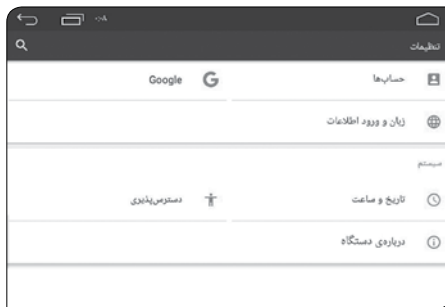 تنظیمات
حساب‌ها
Google
زبان و ورود اطلاعات
سیستم
تاریخ و ساعت
دسترس‌پذیری
درباره‌ی دستگاه